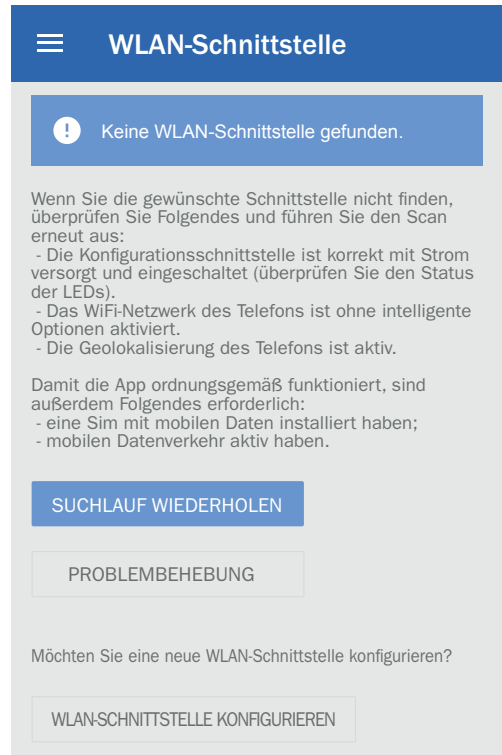 WLAN-Schnittstelle
Keine WLAN-Schnittstelle gefunden.
Wenn Sie die gewünschte Schnittstelle nicht finden,
überprüfen Sie Folgendes und führen Sie den Scan
erneut aus:
- Die Konfigurationsschnittstelle ist korrekt mit Strom
versorgt und eingeschaltet (überprüfen Sie den Status
der LEDs).
- Das WiFi-Netzwerk des Telefons ist ohne intelligente
Optionen aktiviert.
- Die Geolokalisierung des Telefons ist aktiv.
Damit die App ordnungsgemäß funktioniert, sind
außerdem Folgendes erforderlich:
- eine Sim mit mobilen Daten installiert haben;
- mobilen Datenverkehr aktiv haben.
SUCHLAUF WIEDERHOLEN
PROBLEMBEHEBUNG
Möchten Sie eine neue WLAN-Schnittstelle konfigurieren?
WLAN-SCHNITTSTELLE KONFIGURIEREN